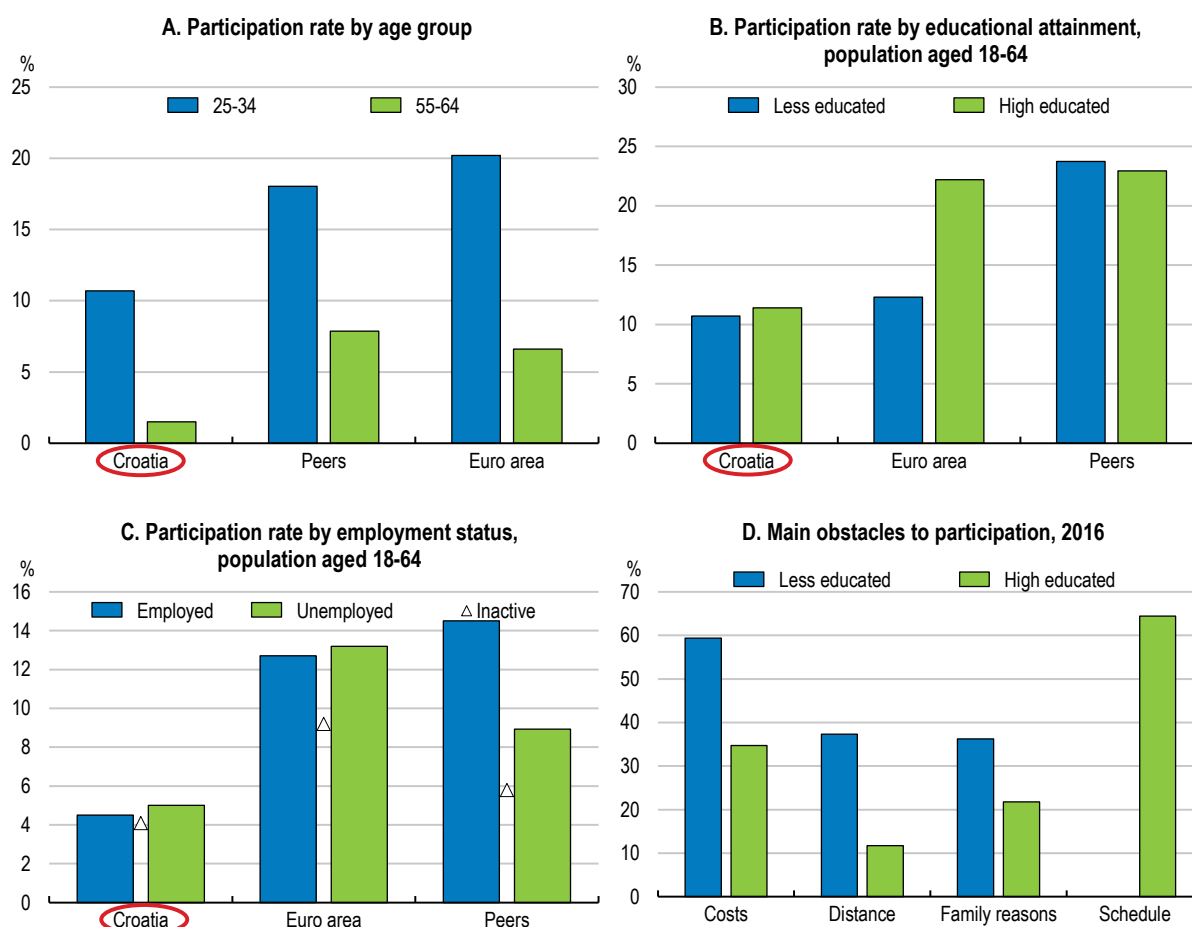 A. Participation rate by age group
%
25
20
15
10
5
0
25-34
55-64
Croatia
Peers
Euro area
B. Participation rate by educational attainment,
population aged 18-64
%
30
25
20
15
10
5
0
Less educated
High educated
Croatia
Euro area
Peers
C. Participation rate by employment status,
population aged 18-64
%
16
14
12
10
8
6
4
2
0
Employed
Unemployed
Inactive
Croatia
Euro area
Peers
D. Main obstacles to participation, 2016
%
70
60
50
40
30
20
10
0
Less educated
High educated
Costs
Distance
Family reasons
Schedule